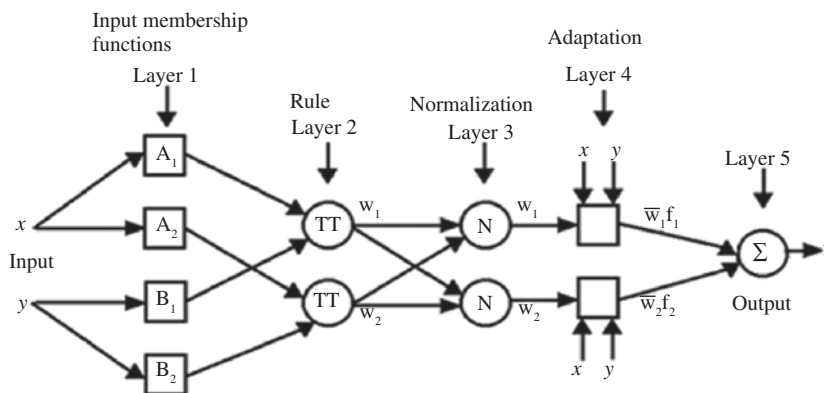 Input membership
functions
Layer 1
Rule
Layer 2
Normalization
Layer 3
Adaptation
Layer 4
Layer 5
x y
A₁
A₂
B₁
B₂
x
Input
y
TT
TT
w₁
w₂
N
N
w₁
w₂
w̅₁f₁
w̅₂f₂
Σ
Output
x y